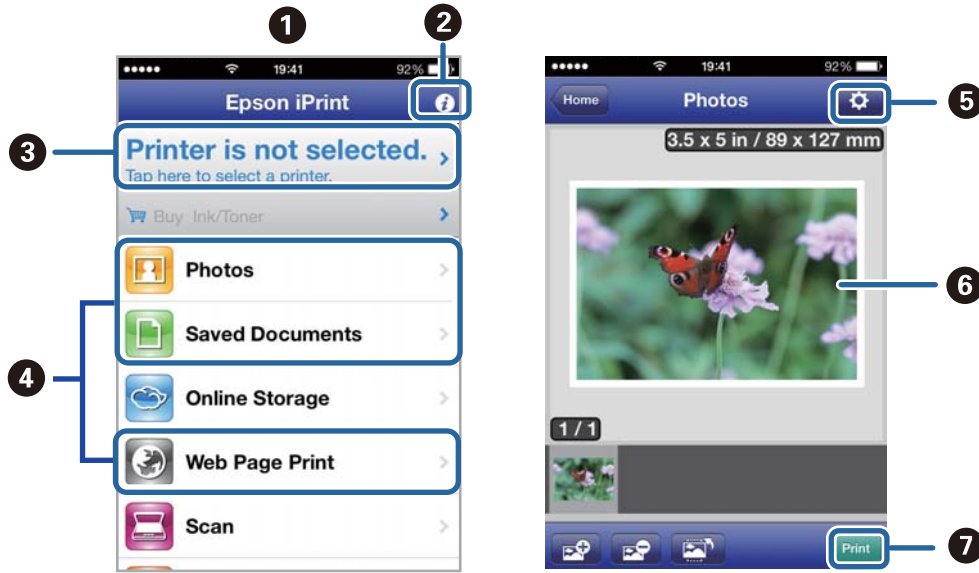 1
2
19:41
92%
Epson iPrint
i
3
Printer is not selected.
Tap here to select a printer.
Buy Ink/Toner
Photos
Saved Documents
4
Online Storage
Web Page Print
Scan
19:41
92%
Home
Photos
5
3.5 x 5 in / 89 x 127 mm
6
1 / 1
Print
7